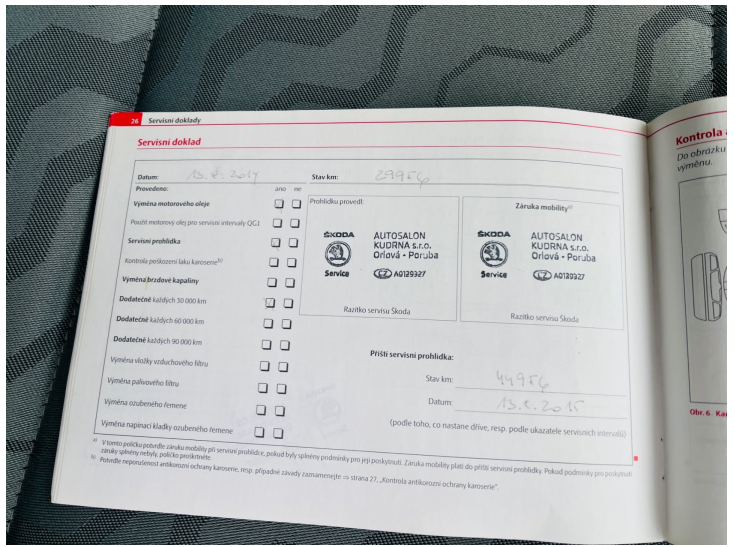 26 Servisní doklady
Servisní doklad
Datum: 13. 8. 2014 Stav km: 29956
Provedeno: ano ne
Výměna motorového oleje
Použit motorový olej pro servisní intervaly QG1
Servisní prohlídka
Kontrola poškození laku karoserie b)
Výměna brzdové kapaliny
Dodatečně každých 30 000 km
Dodatečně každých 60 000 km
Dodatečně každých 90 000 km
Výměna vložky vzduchového filtru
Výměna palivového filtru
Výměna ozubeného řemene
Výměna napínací kladky ozubeného řemene
Prohlídku provedl:
ŠKODA
Service
AUTOSALON
KUDRNA s.r.o.
Orlová - Poruba
CZ A0129327
Razítko servisu Škoda
Záruka mobility a)
ŠKODA
Service
AUTOSALON
KUDRNA s.r.o.
Orlová - Poruba
CZ A0129327
Razítko servisu Škoda
Příští servisní prohlídka:
Stav km: 44956
Datum: 13.8.2015
(podle toho, co nastane dříve, resp. podle ukazatele servisních intervalů)
a) V tomto políčku potvrďte záruku mobility při servisní prohlídce, pokud byly splněny podmínky pro její poskytnutí. Záruka mobility platí do příští servisní prohlídky. Pokud podmínky pro poskytnutí
záruky splněny nebyly, políčko proškrtněte.
b) Potvrďte neporušenost antikorozní ochrany karoserie, resp. případné závady zaznamenejte ⇒ strana 27, „Kontrola antikorozní ochrany karoserie".
Kontrola
Do obrázku
výměnu.
Obr. 6